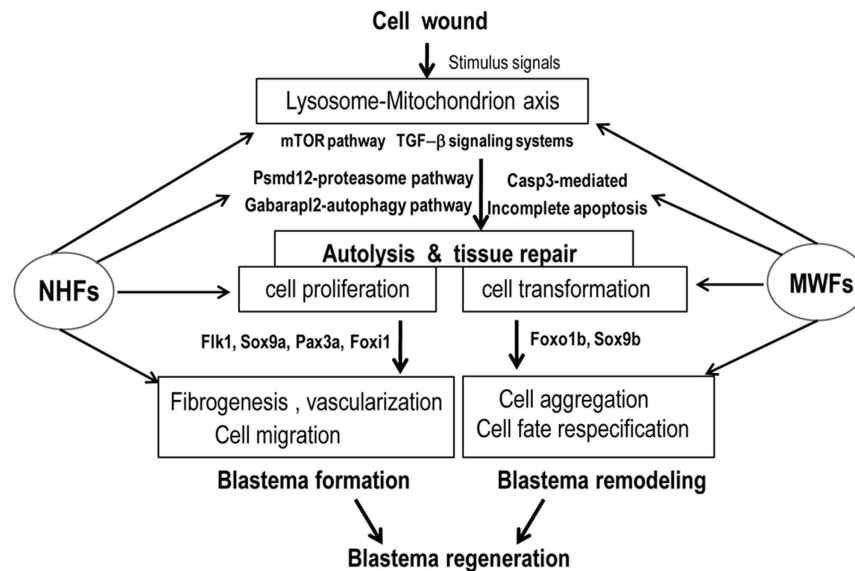 Cell wound
Stimulus signals
Lysosome-Mitochondrion axis
mTOR pathway TGF–β signaling systems
Psmd12-proteasome pathway
Gabarapl2-autophagy pathway
Casp3-mediated
Incomplete apoptosis
Autolysis & tissue repair
NHFs
cell proliferation
cell transformation
MWFs
Flk1, Sox9a, Pax3a, Foxi1
Foxo1b, Sox9b
Fibrogenesis , vascularization
Cell migration
Cell aggregation
Cell fate respecification
Blastema formation
Blastema remodeling
Blastema regeneration